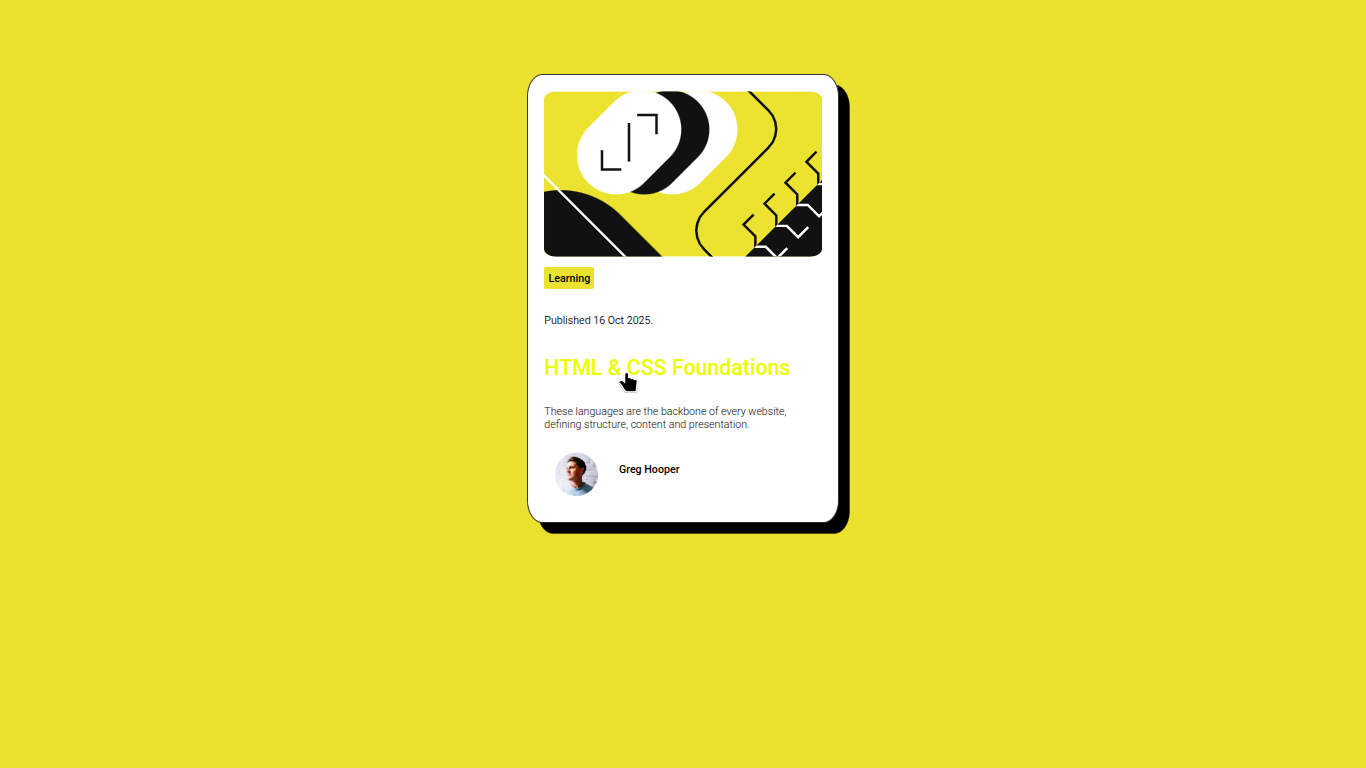 Learning
Published 16 Oct 2025.
HTML & CSS Foundations
These languages are the backbone of every website,
defining structure, content and presentation.
Greg Hooper